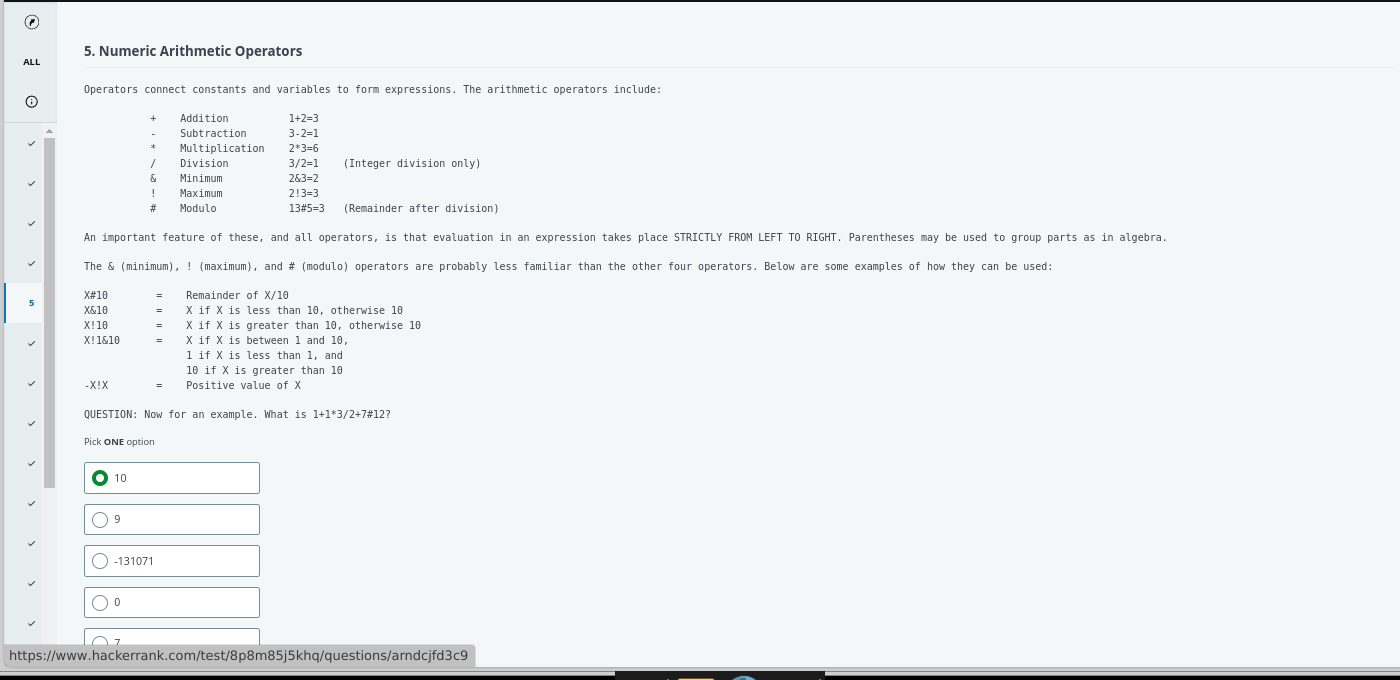 ALL
5. Numeric Arithmetic Operators
Operators connect constants and variables to form expressions. The arithmetic operators include:
+ Addition 1+2=3
- Subtraction 3-2=1
* Multiplication 2*3=6
/ Division 3/2=1 (Integer division only)
& Minimum 2&3=2
! Maximum 2!3=3
# Modulo 13#5=3 (Remainder after division)
An important feature of these, and all operators, is that evaluation in an expression takes place STRICTLY FROM LEFT TO RIGHT. Parentheses may be used to group parts as in algebra.
The & (minimum), ! (maximum), and # (modulo) operators are probably less familiar than the other four operators. Below are some examples of how they can be used:
5
X#10 = Remainder of X/10
X&10 = X if X is less than 10, otherwise 10
X!10 = X if X is greater than 10, otherwise 10
X!1&10 = X if X is between 1 and 10,
1 if X is less than 1, and
10 if X is greater than 10
-X!X = Positive value of X
QUESTION: Now for an example. What is 1+1*3/2+7#12?
Pick ONE option
10
9
-131071
0
7
https://www.hackerrank.com/test/8p8m85j5khq/questions/arndcjfd3c9